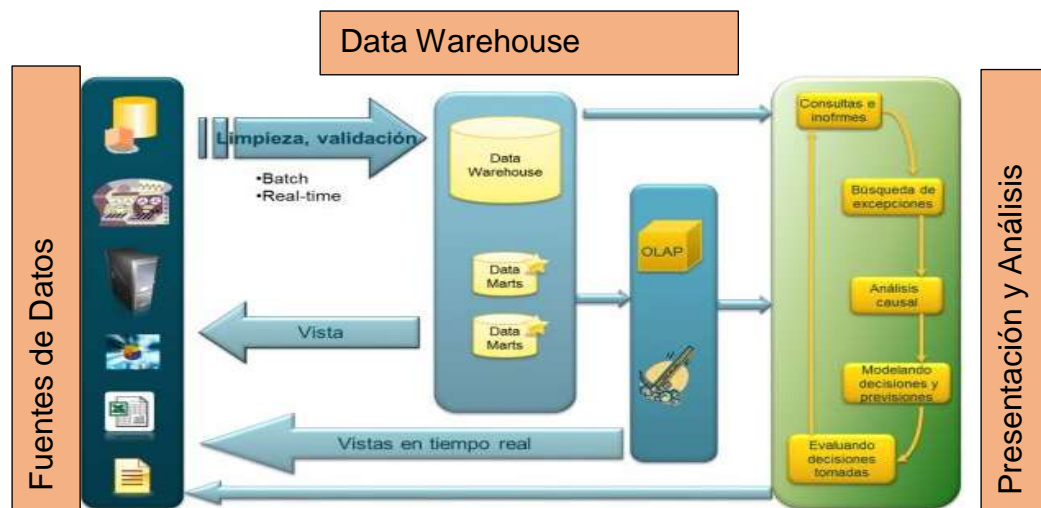 Data Warehouse
Fuentes de Datos
Limpieza, validación
•Batch
•Real-time
Data
Warehouse
Data
Marts
Data
Marts
Vista
Vistas en tiempo real
OLAP
Consultas e
inofrmes
Búsqueda de
excepciones
Análisis
causal
Modelando
decisiones y
previsiones
Evaluando
decisiones
tomadas
Presentación y Análisis